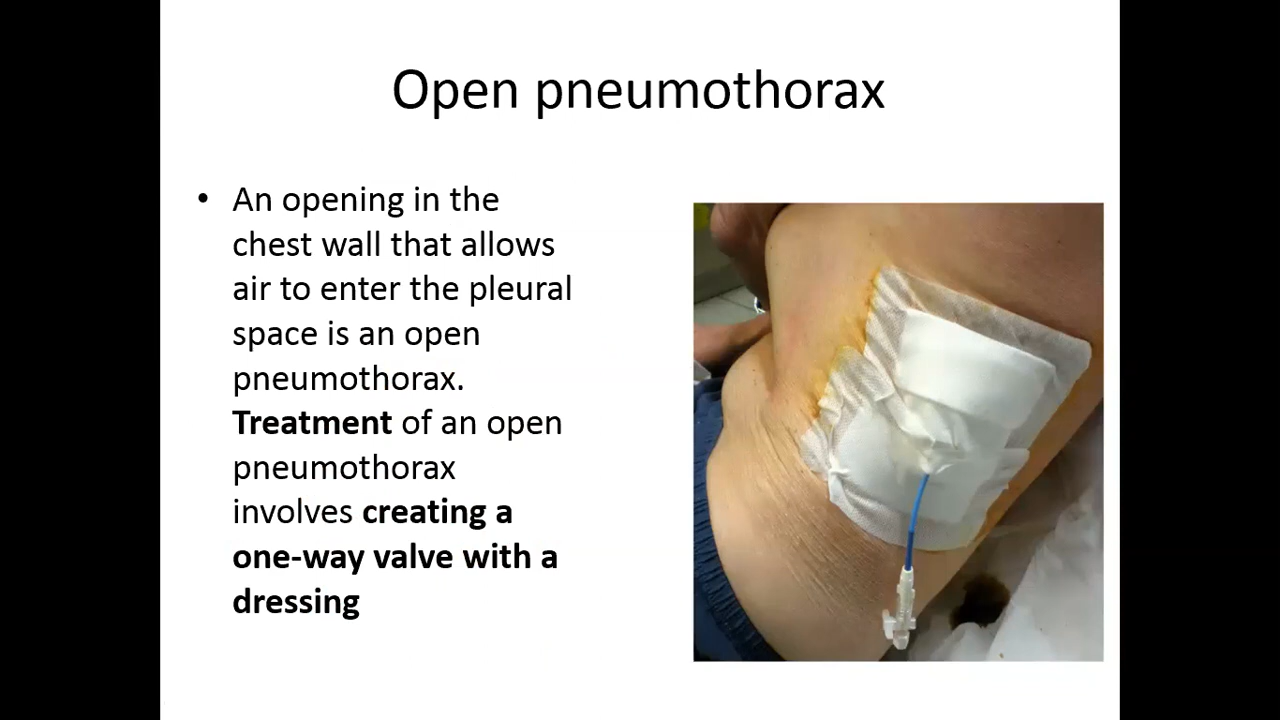 Open pneumothorax
• An opening in the
chest wall that allows
air to enter the pleural
space is an open
pneumothorax.
Treatment of an open
pneumothorax
involves creating a
one-way valve with a
dressing